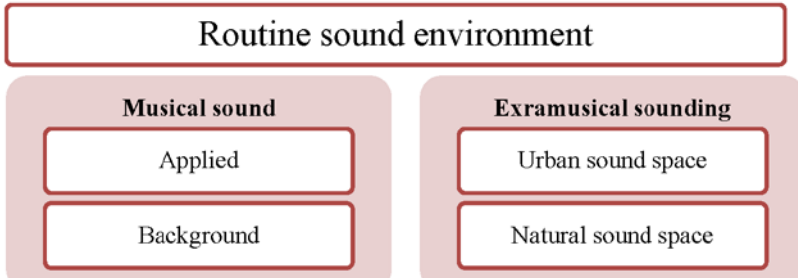 Routine sound environment
Musical sound
Applied
Background
Exramusical sounding
Urban sound space
Natural sound space